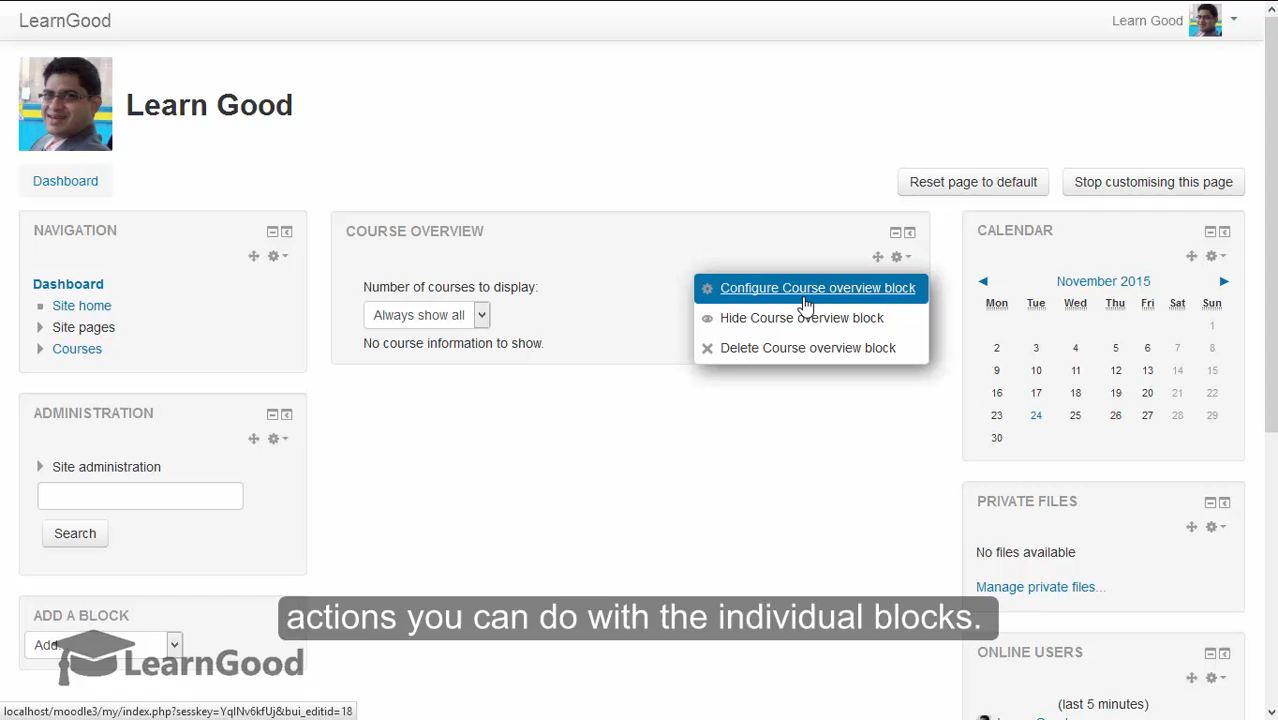 LearnGood
Learn Good
Learn Good
Dashboard
Reset page to default
Stop customising this page
NAVIGATION
Dashboard
Site home
Site pages
Courses
ADMINISTRATION
Site administration
Search
ADD A BLOCK
Add
COURSE OVERVIEW
Number of courses to display:
Always show all
No course information to show.
Configure Course overview block
Hide Course overview block
Delete Course overview block
CALENDAR
November 2015
Mon Tue Wed Thu Fri Sat Sun
1
2 3 4 5 6 7 8
9 10 11 12 13 14 15
16 17 18 19 20 21 22
23 24 25 26 27 28 29
30
PRIVATE FILES
No files available
Manage private files...
ONLINE USERS
(last 5 minutes)
actions you can do with the individual blocks.
LearnGood
localhost/moodle3/my/index.php?sesskey=YqlNv6kfUj&bui_editid=18